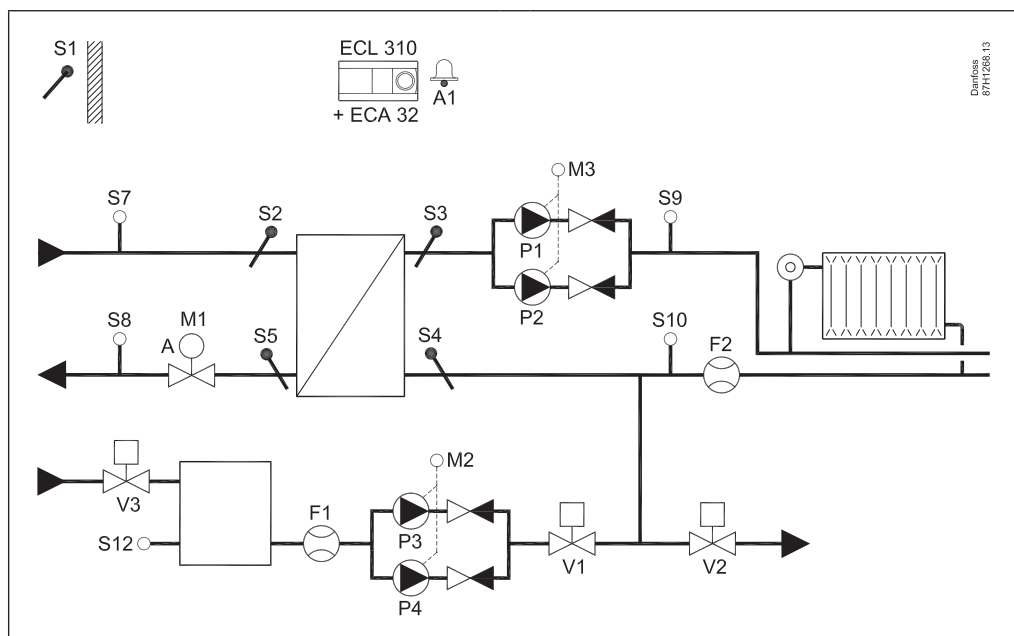 S1
ECL 310
A1
+ ECA 32
Danfoss
87H1268.13
M3
S7
S2
S3
P1
S9
P2
S8
M1
A
S5
S4
S10
F2
M2
V3
S12
F1
P3
P4
V1
V2